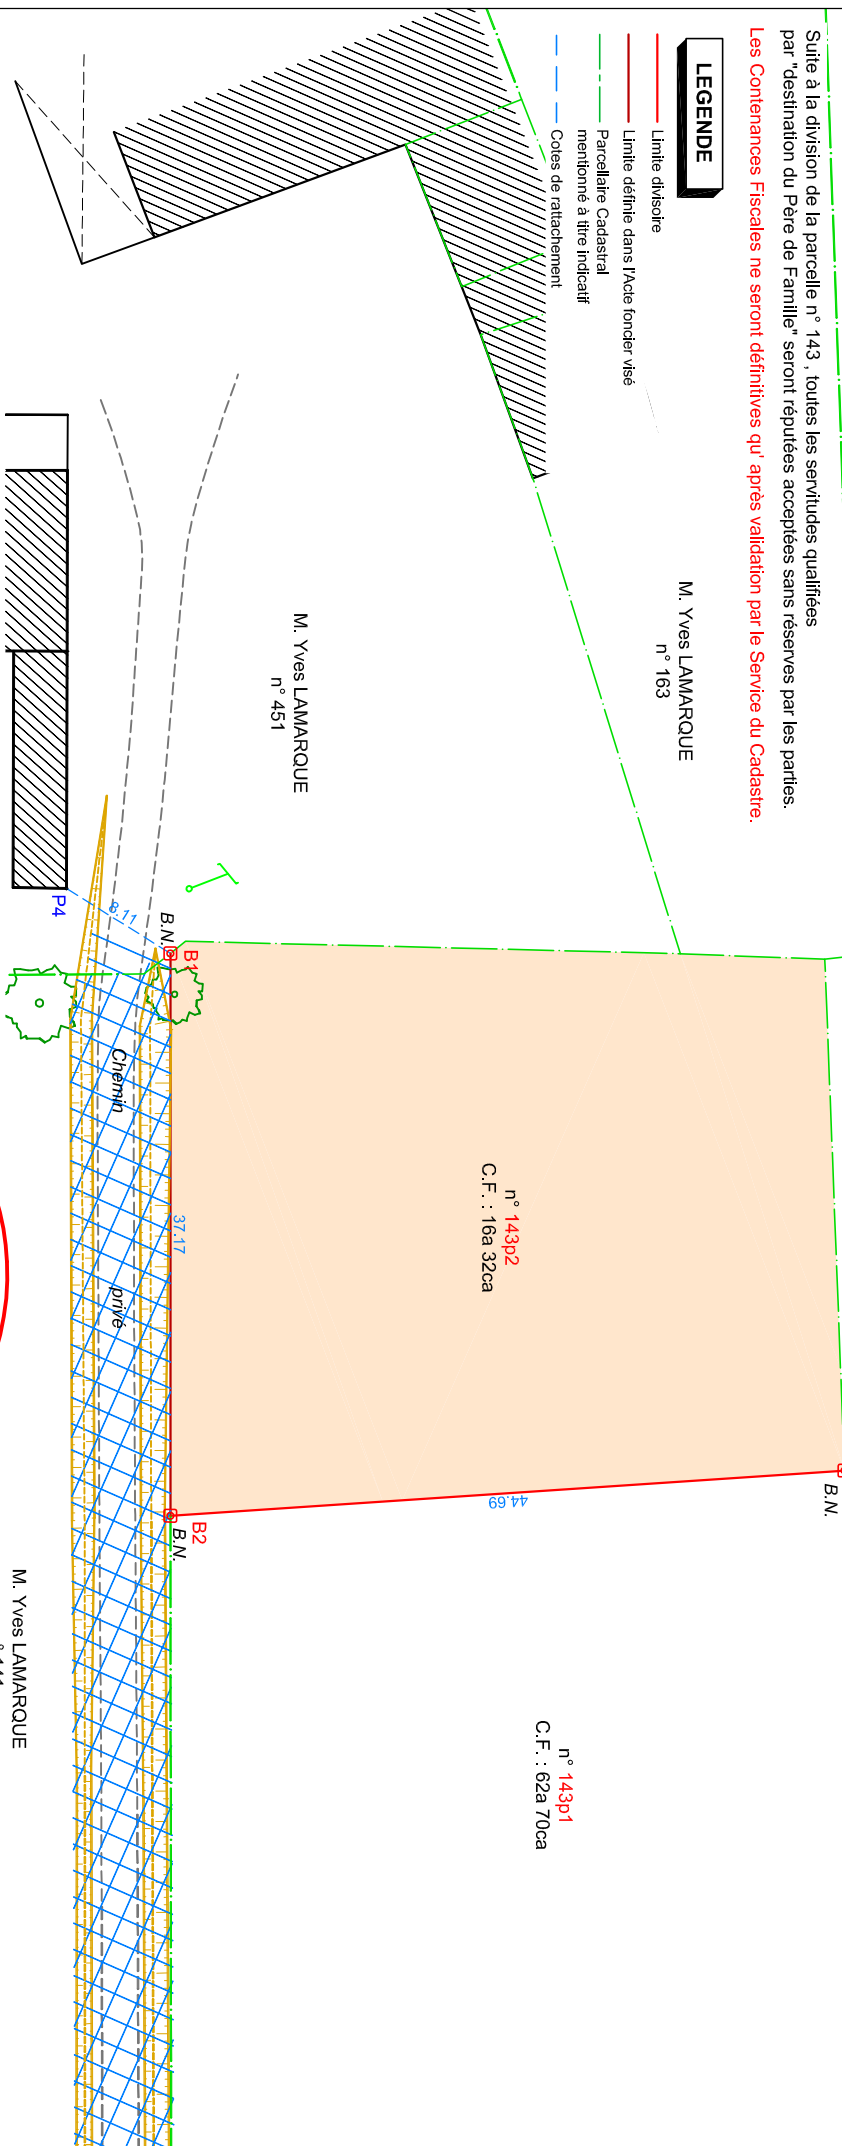 Suite à la division de la parcelle n° 143 , toutes les servitudes qualifiées
par "destination du Père de Famille" seront réputées acceptées sans réserves par les parties.
Les Contenances Fiscales ne seront définitives qu' après validation par le Service du Cadastre.
LEGENDE
Limite divisoire
Limite définie dans l'Acte foncier visé
Parcellaire Cadastral
mentionné à titre indicatif
Cotes de rattachement
M. Yves LAMARQUE
n° 163
M. Yves LAMARQUE
n° 451
P4
8.11
B.N.
B1
Chemin
privé
37.17
n° 143p2
C.F. : 16a 32ca
44.69
B.N.
B2
B.N.
n° 143p1
C.F. : 62a 70ca
M. Yves LAMARQUE